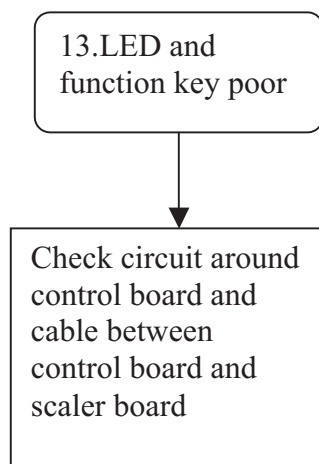 13.LED and
function key poor
Check circuit around
control board and
cable between
control board and
scaler board